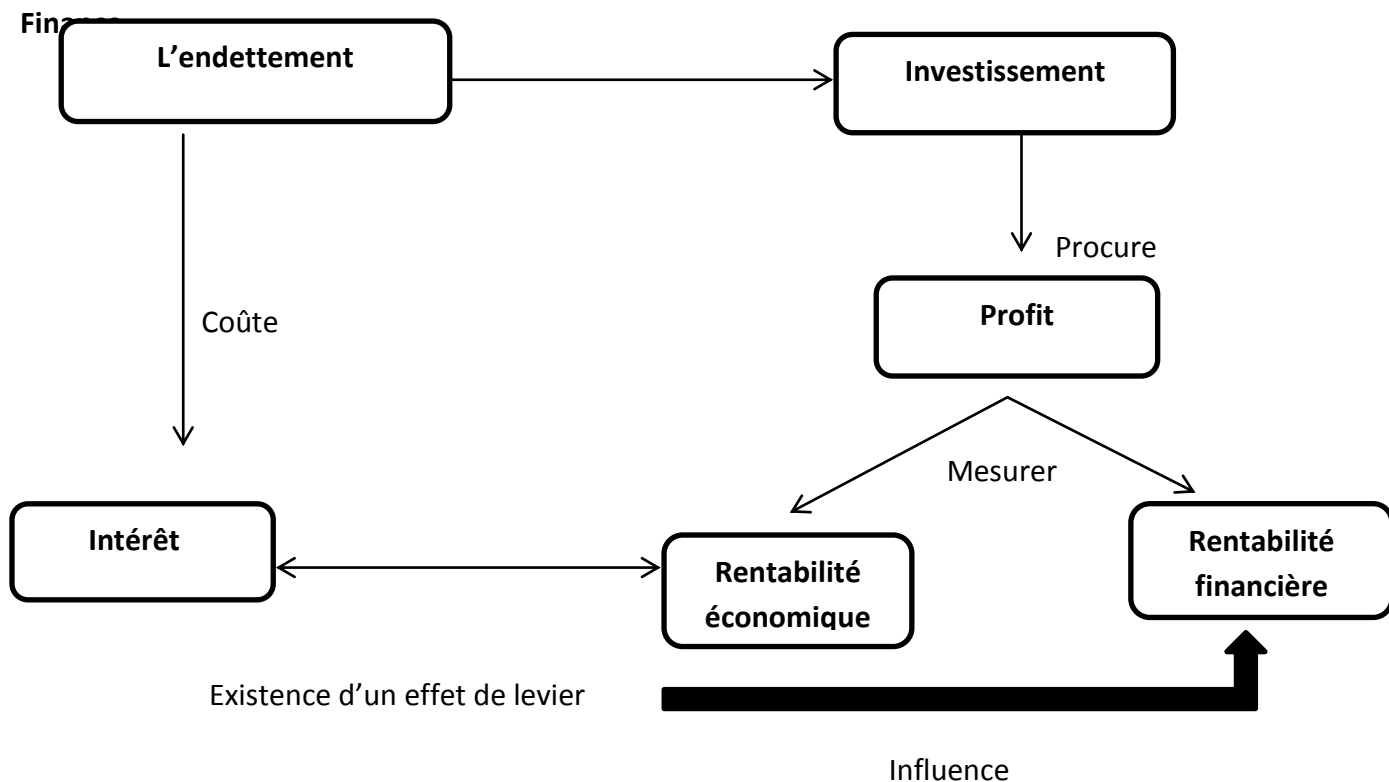 L’endettement
Investissement
Procure
Profit
Coûte
Mesurer
Intérêt
Rentabilité
économique
Rentabilité
financière
Existence d’un effet de levier
Influence